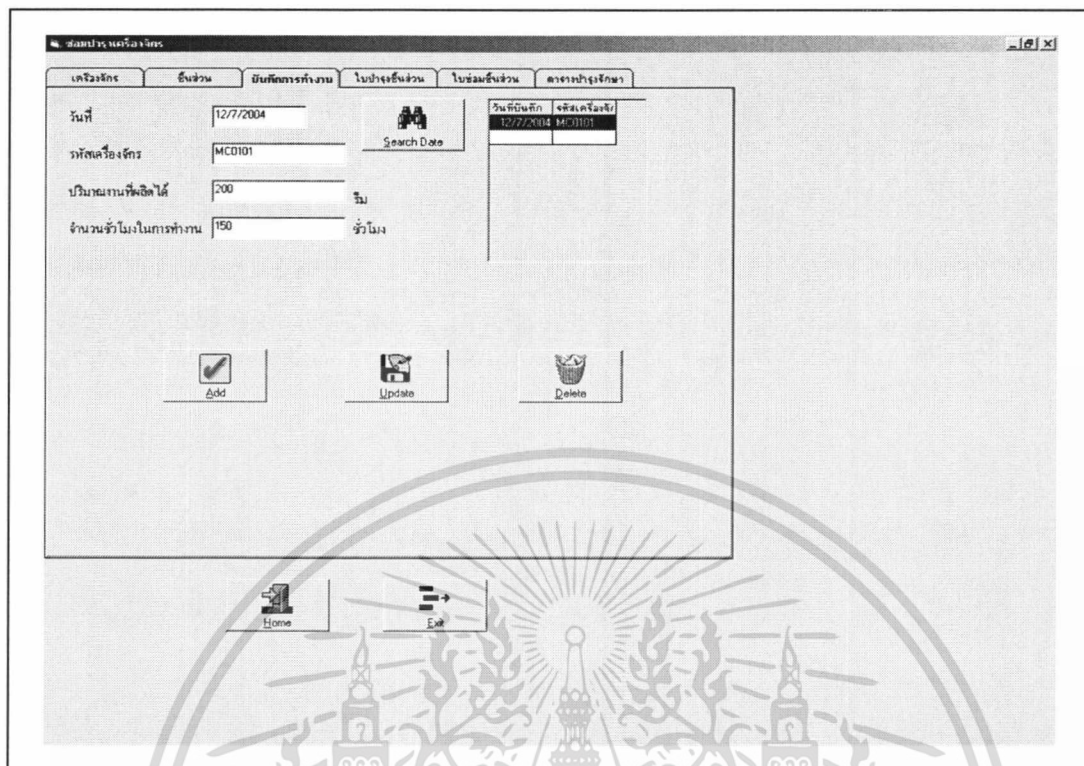 ซ่อมบำรุงเครื่องจักร
เครื่องจักร ชิ้นส่วน บันทึกการทำงาน ใบบำรุงชิ้นส่วน ใบซ่อมชิ้นส่วน ตารางบำรุงรักษา
วันที่ 12/7/2004
Search Date
วันที่บันทึก รหัสเครื่องจั
12/7/2004 MC0101
รหัสเครื่องจักร MC0101
ปริมาณงานที่ผลิตได้ 200 รีม
จำนวนชั่วโมงในการทำงาน 150 ชั่วโมง
Add Update Delete
Home Exit